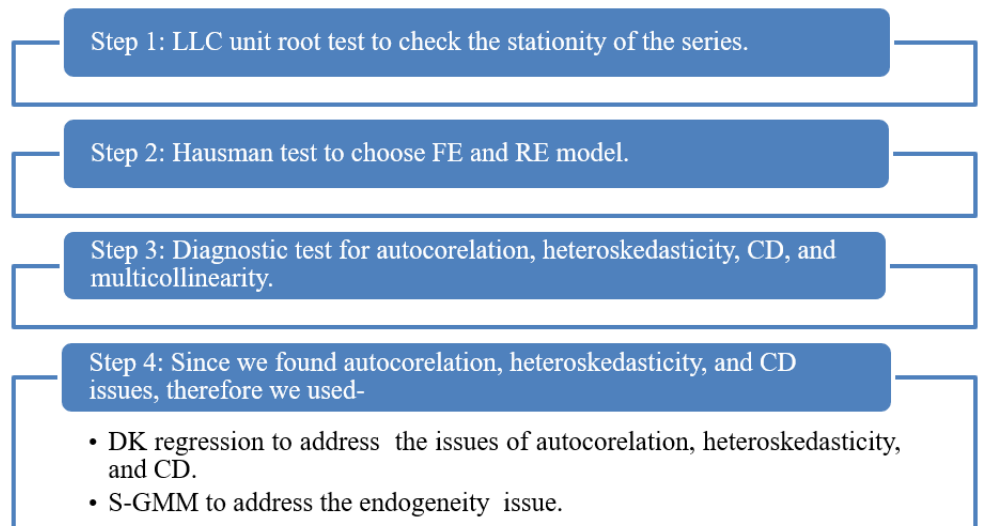 Step 1: LLC unit root test to check the stationity of the series.
Step 2: Hausman test to choose FE and RE model.
Step 3: Diagnostic test for autocorelation, heteroskedasticity, CD, and
multicollinearity.
Step 4: Since we found autocorelation, heteroskedasticity, and CD
issues, therefore we used-
• DK regression to address the issues of autocorelation, heteroskedasticity,
and CD.
• S-GMM to address the endogeneity issue.